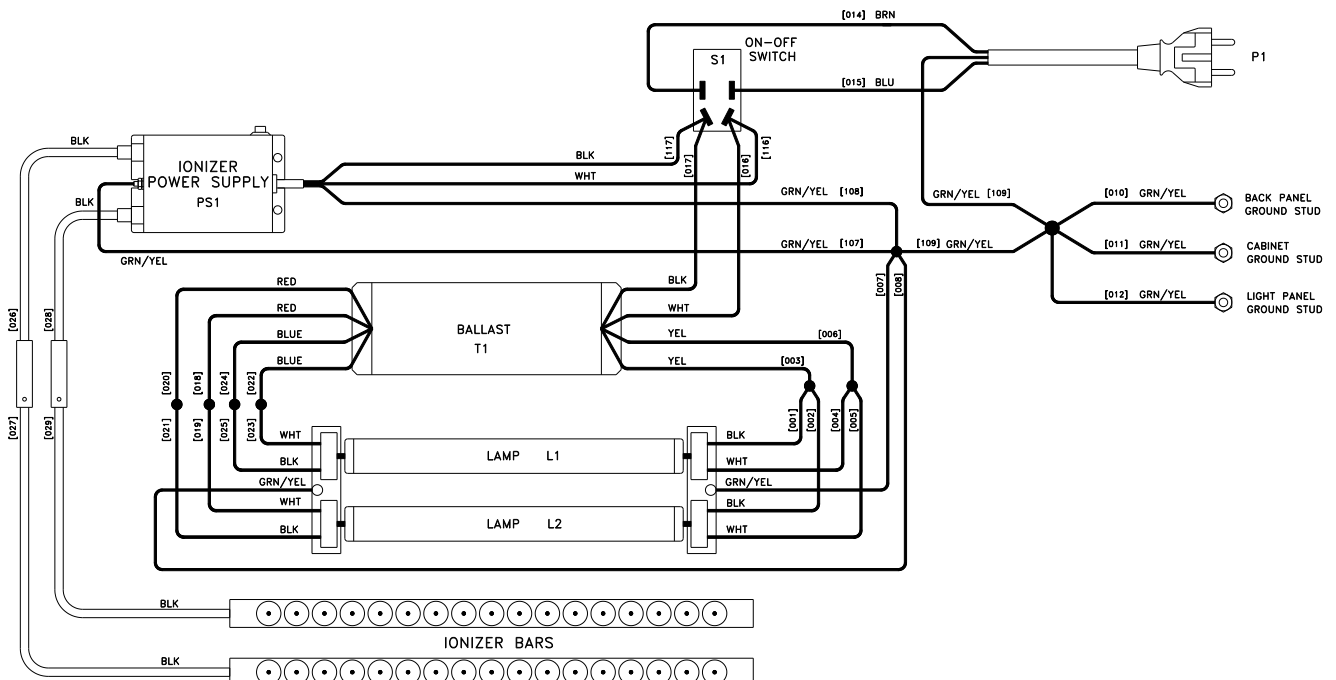 [014] BRN
ON-OFF
SWITCH
S1
P1
[015] BLU
BLK
[117]
[017]
[016]
[116]
BLK
WHT
IONIZER
POWER SUPPLY
PS1
BLK
GRN/YEL [108]
GRN/YEL [109]
[010] GRN/YEL
BACK PANEL
GROUND STUD
GRN/YEL
GRN/YEL [107]
[109] GRN/YEL
[011] GRN/YEL
CABINET
GROUND STUD
[007]
[008]
[012] GRN/YEL
LIGHT PANEL
GROUND STUD
RED
RED
BLUE
BLUE
BALLAST
T1
BLK
WHT
YEL
[006]
YEL
[003]
[026]
[028]
[020]
[018]
[024]
[022]
[027]
[029]
[021]
[019]
[025]
[023]
[001]
[002]
[004]
[005]
WHT
BLK
GRN/YEL
WHT
BLK
LAMP L1
LAMP L2
BLK
WHT
GRN/YEL
BLK
WHT
BLK
IONIZER BARS
BLK